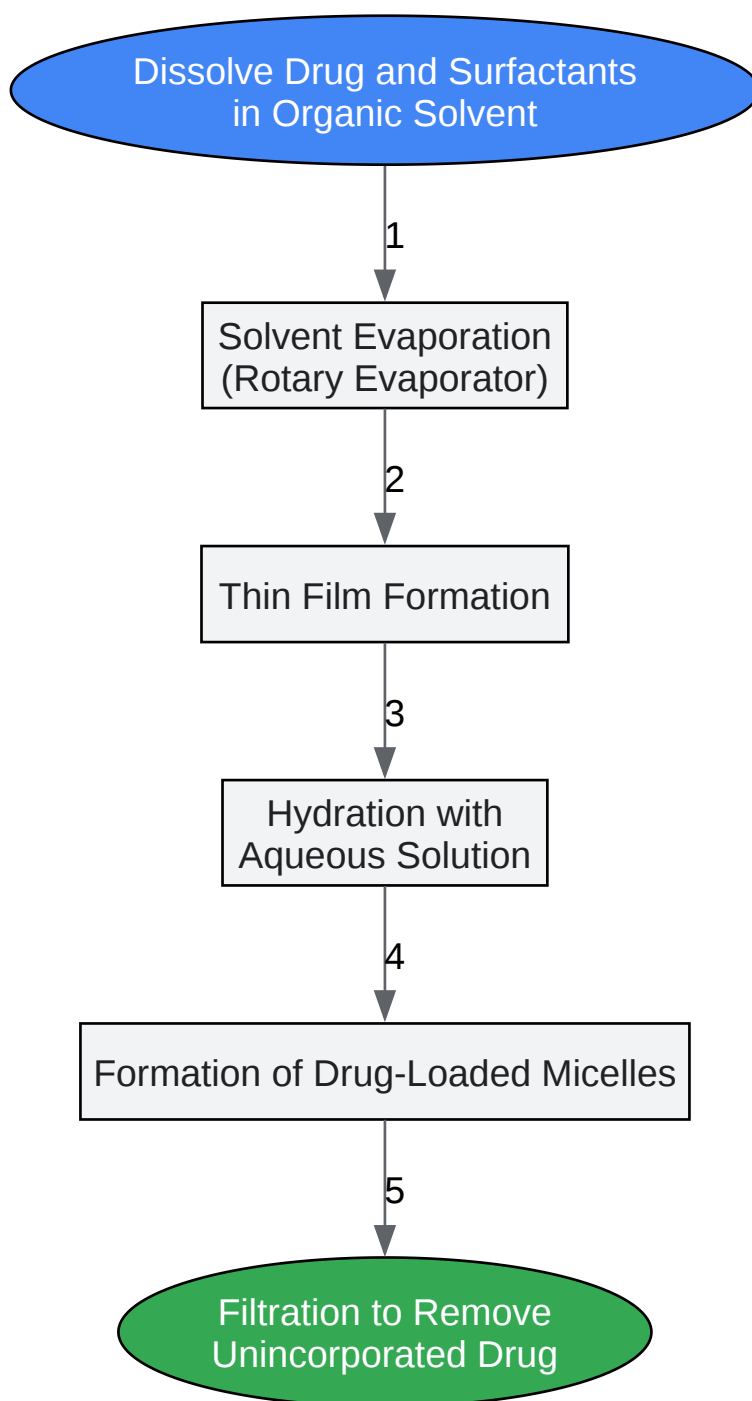 Dissolve Drug and Surfactants
in Organic Solvent
1
Solvent Evaporation
(Rotary Evaporator)
2
Thin Film Formation
3
Hydration with
Aqueous Solution
4
Formation of Drug-Loaded Micelles
5
Filtration to Remove
Unincorporated Drug